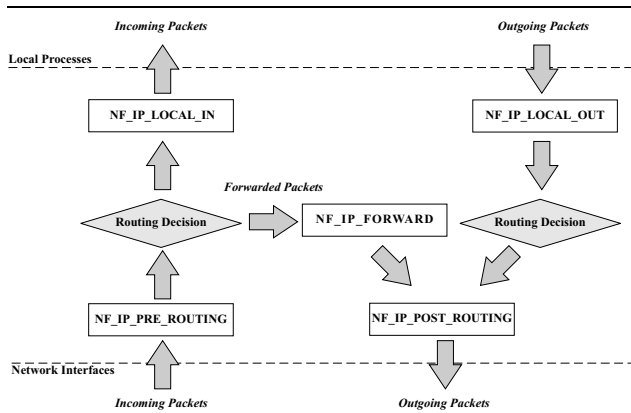 Incoming Packets
Outgoing Packets
Local Processes
NF_IP_LOCAL_IN
NF_IP_LOCAL_OUT
Forwarded Packets
Routing Decision
NF_IP_FORWARD
Routing Decision
NF_IP_PRE_ROUTING
NF_IP_POST_ROUTING
Network Interfaces
Incoming Packets
Outgoing Packets